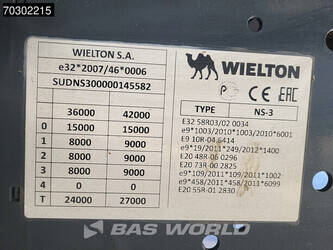 70302215
WIELTON S.A.
e32*2007/46*0006
SUDNS300000145582
36000 42000
0 15000 15000
1 8000 9000
2 8000 9000
3 8000 9000
4 0 0
T 24000 27000
WIELTON
CE EAC
TYPE NS-3
E32 58R03/02 0034
e9*1003/2010*1003/2010*6001
E9 10R-04.6414
e9*19/2011*249/2012*1400
E20 48R-06 0296
E20 73R-00 2825
e9*109/2011*109/2011*1002
e9*458/2011*458/2011*6099
E20 55R-01 2830
BAS WORLD